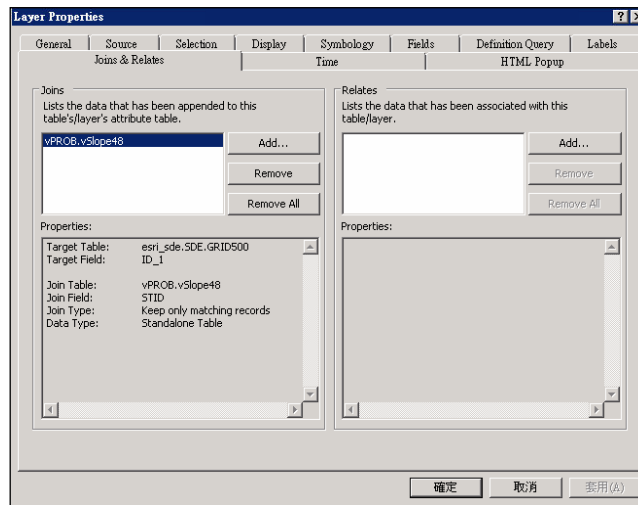 Layer Properties
General Source Selection Display Symbology Fields Definition Query Labels
Joins & Relates Time HTML Popup
Joins
Lists the data that has been appended to this
table's/layer's attribute table.
vPROB.vSlope48
Add...
Remove
Remove All
Properties:
Target Table: esri_sde.SDE.GRID500
Target Field: ID_1
Join Table: vPROB.vSlope48
Join Field: STID
Join Type: Keep only matching records
Data Type: Standalone Table
Relates
Lists the data that has been associated with this
table/layer.
Add...
Remove
Remove All
Properties:
確定 取消 套用(A)